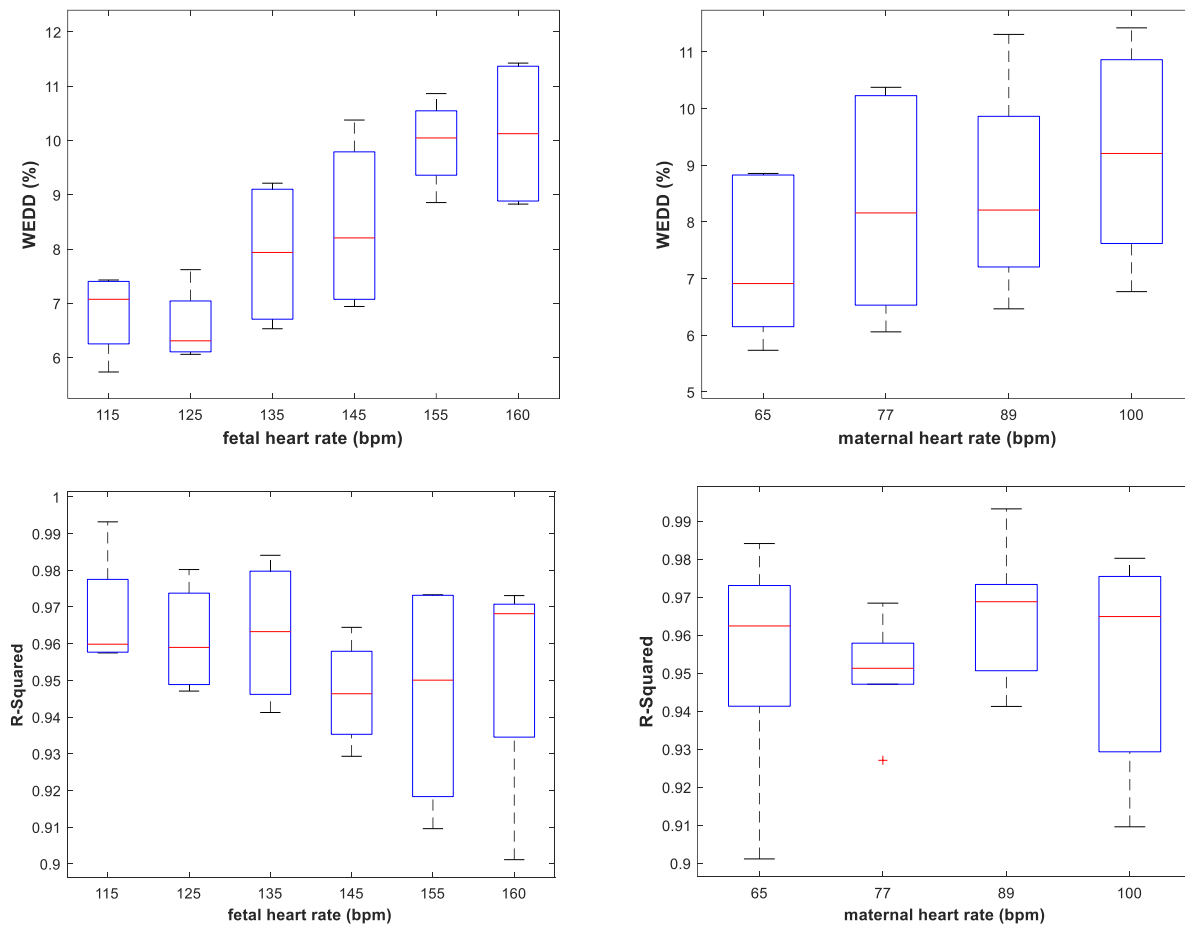 12
11
10
9
8
7
6
WEDD (%)
115 125 135 145 155 160
fetal heart rate (bpm)
11
10
9
8
7
6
5
WEDD (%)
65 77 89 100
maternal heart rate (bpm)
1
0.99
0.98
0.97
0.96
0.95
0.94
0.93
0.92
0.91
0.9
R-Squared
115 125 135 145 155 160
fetal heart rate (bpm)
0.99
0.98
0.97
0.96
0.95
0.94
0.93
0.92
0.91
0.9
R-Squared
65 77 89 100
maternal heart rate (bpm)